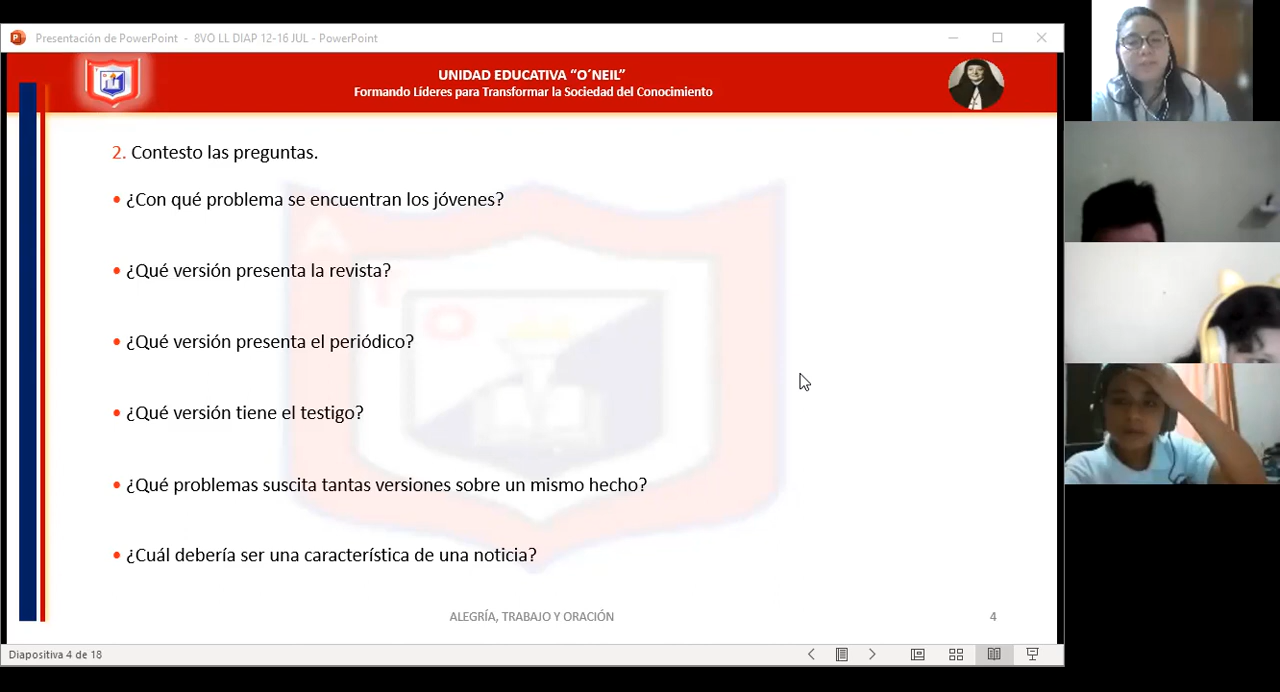 Presentación de PowerPoint - 8VO LL DIAP 12-16 JUL - PowerPoint
UNIDAD EDUCATIVA “O´NEIL”
Formando Líderes para Transformar la Sociedad del Conocimiento
2. Contesto las preguntas.
• ¿Con qué problema se encuentran los jóvenes?
• ¿Qué versión presenta la revista?
• ¿Qué versión presenta el periódico?
• ¿Qué versión tiene el testigo?
• ¿Qué problemas suscita tantas versiones sobre un mismo hecho?
• ¿Cuál debería ser una característica de una noticia?
ALEGRÍA, TRABAJO Y ORACIÓN
4
Diapositiva 4 de 18